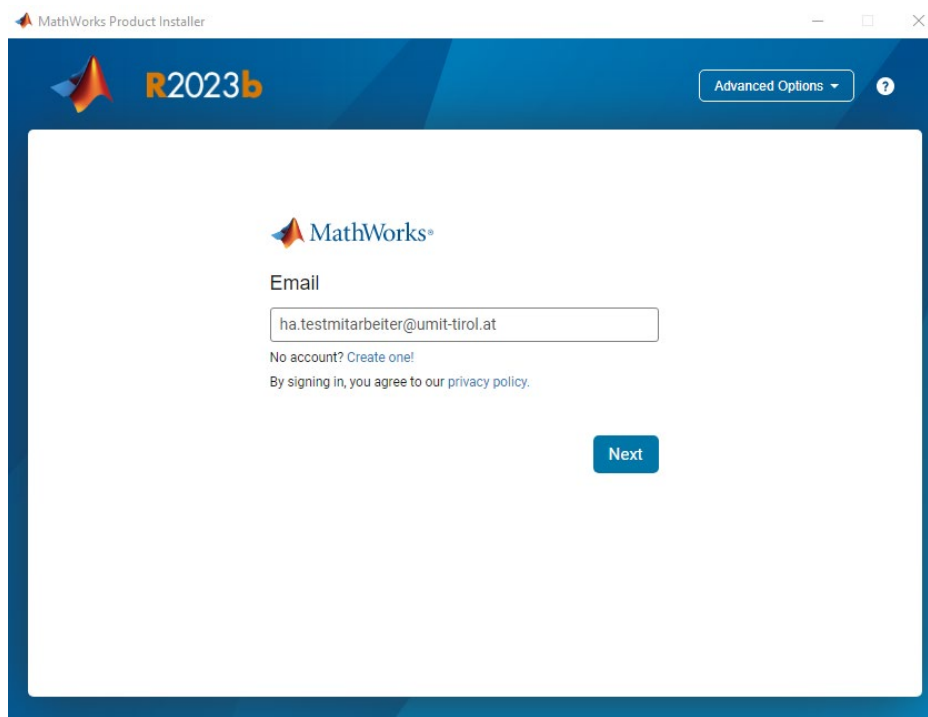 MathWorks Product Installer
R2023b
Advanced Options
?
MathWorks®
Email
ha.testmitarbeiter@umit-tirol.at
No account? Create one!
By signing in, you agree to our privacy policy.
Next